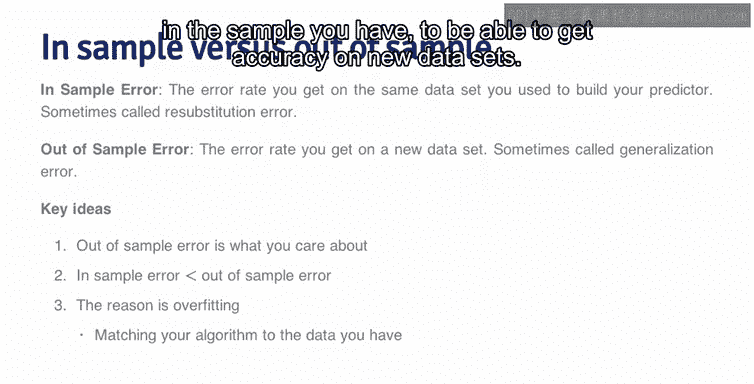 in the sample you have, to be able to get
accuracy on new data sets.
In sample versus out of sample
In Sample Error: The error rate you get on the same data set you used to build your predictor.
Sometimes called resubstitution error.
Out of Sample Error: The error rate you get on a new data set. Sometimes called generalization
error.
Key ideas
1. Out of sample error is what you care about
2. In sample error < out of sample error
3. The reason is overfitting
· Matching your algorithm to the data you have